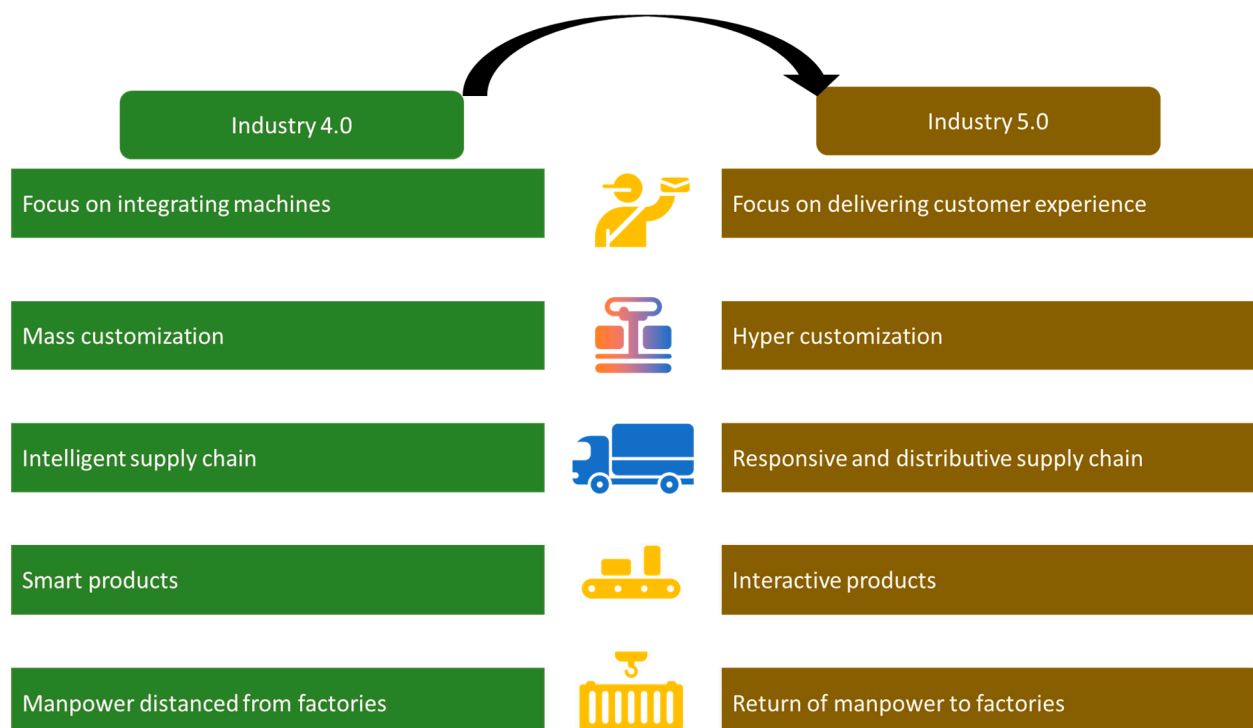 Industry 4.0
Industry 5.0
Focus on integrating machines
Focus on delivering customer experience
Mass customization
Hyper customization
Intelligent supply chain
Responsive and distributive supply chain
Smart products
Interactive products
Manpower distanced from factories
Return of manpower to factories